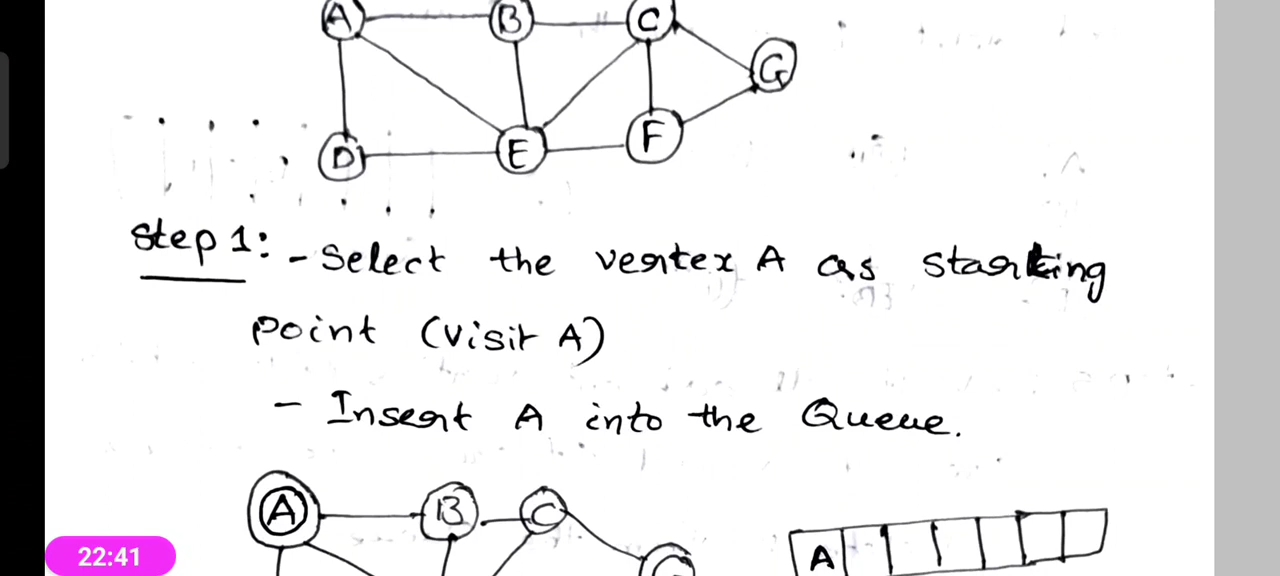 A B C
G
D E F
Step 1: - Select the vertex A as starting
point (visit A)
- Insert A into the Queue.
A B C
G
A
22:41